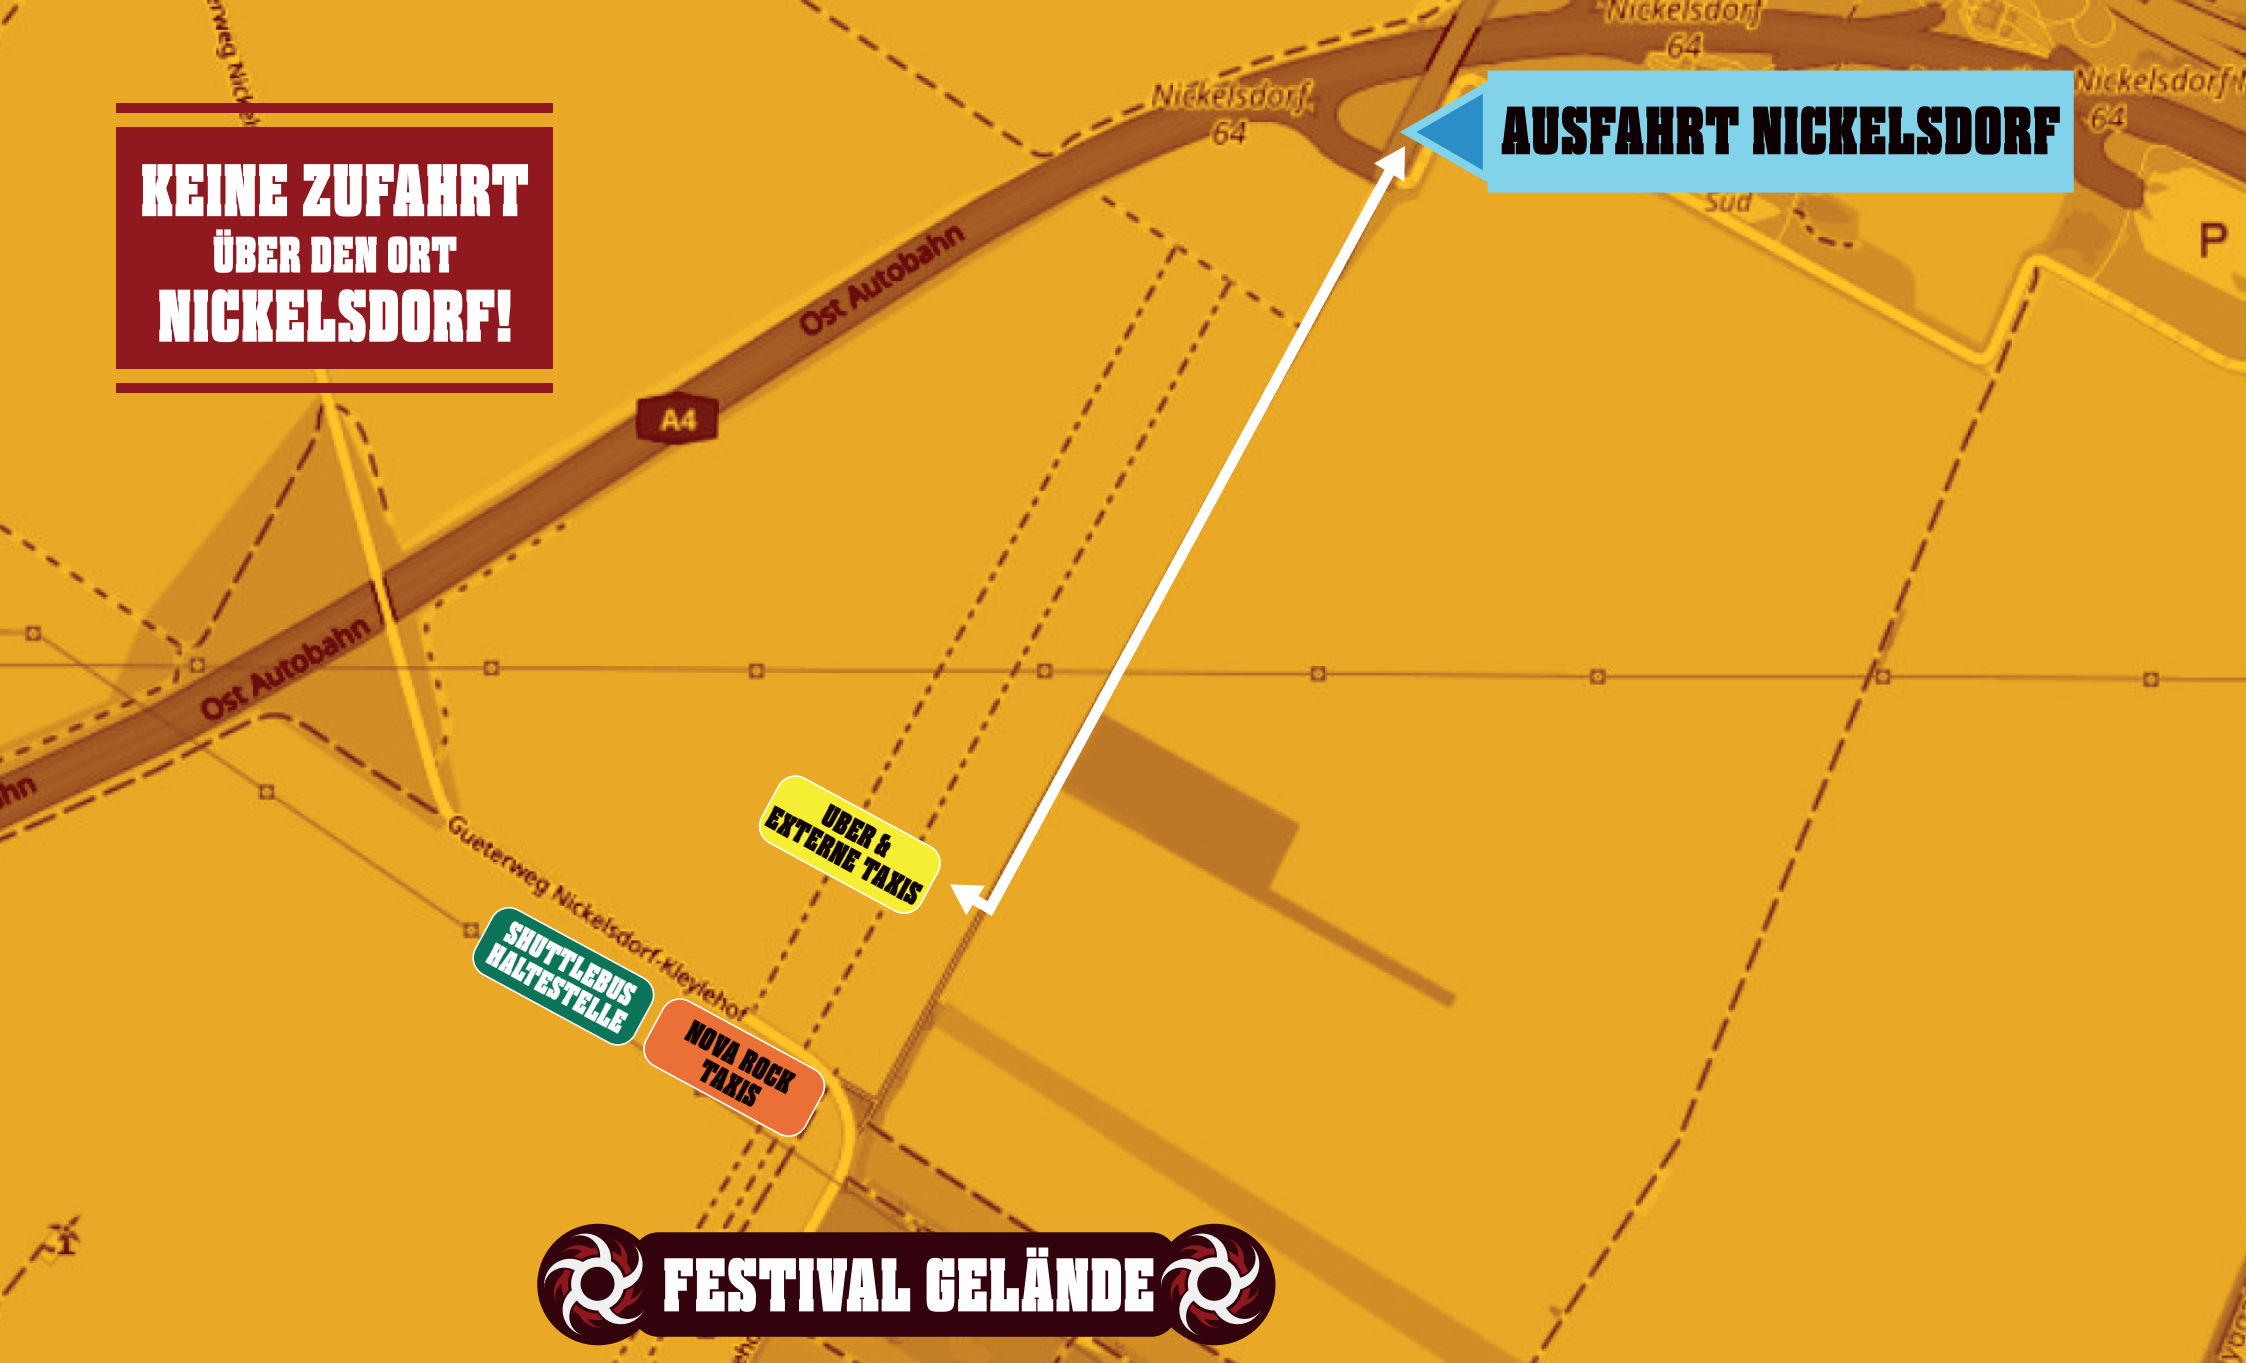 Nickelsdorf
64
Nickelsdorf
64
Nickelsdorf
64
KEINE ZUFAHRT
ÜBER DEN ORT
NICKELSDORF!
AUSFAHRT NICKELSDORF
Süd
P
Ost Autobahn
A4
Ost Autobahn
UBER &
EXTERNE TAXIS
Gueterweg Nickelsdorf-Kleylehof
SHUTTLEBUS
HALTESTELLE
NOVA ROCK
TAXIS
FESTIVAL GELÄNDE